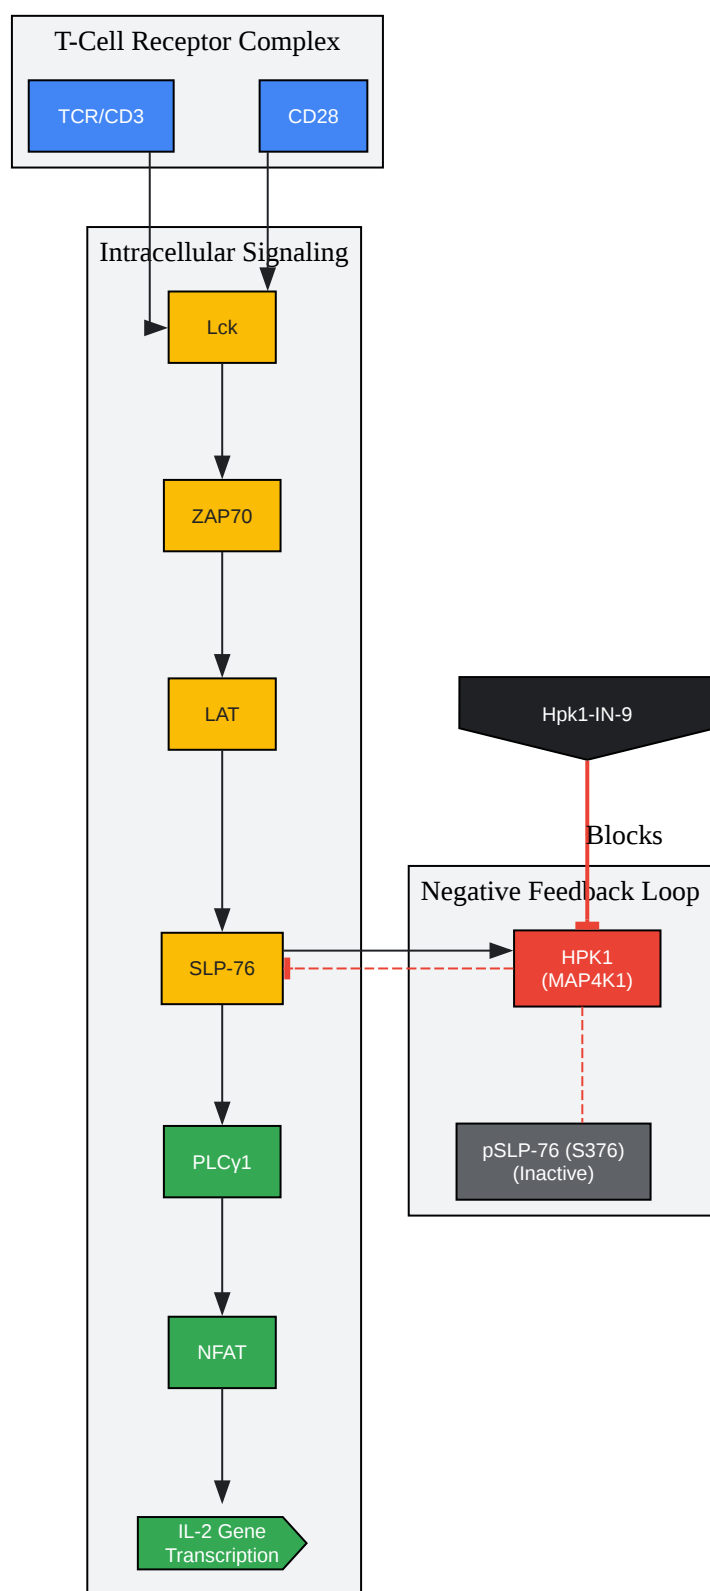 T-Cell Receptor Complex
TCR/CD3
CD28
Intracellular Signaling
Lck
ZAP70
LAT
Hpk1-IN-9
Blocks
Negative Feedback Loop
SLP-76
HPK1
(MAP4K1)
PLCγ1
pSLP-76 (S376)
(Inactive)
NFAT
IL-2 Gene
Transcription